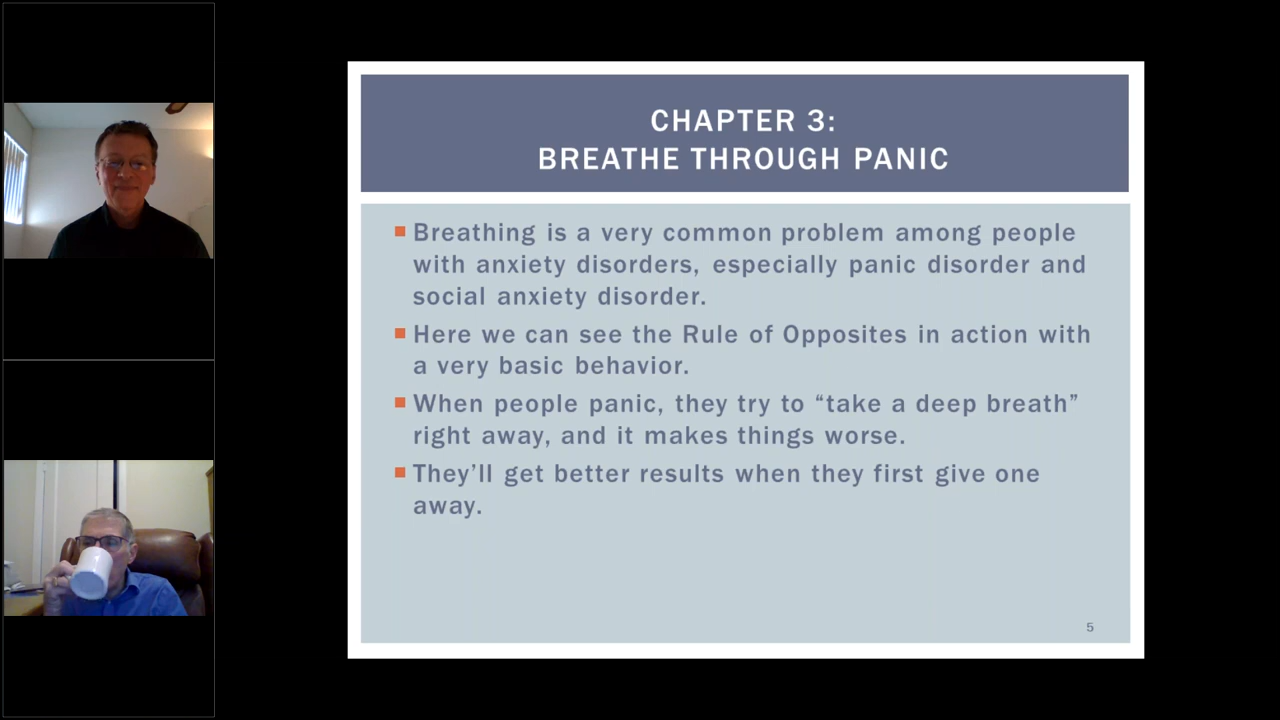 CHAPTER 3:
BREATHE THROUGH PANIC
Breathing is a very common problem among people
with anxiety disorders, especially panic disorder and
social anxiety disorder.
Here we can see the Rule of Opposites in action with
a very basic behavior.
When people panic, they try to “take a deep breath”
right away, and it makes things worse.
They’ll get better results when they first give one
away.
5